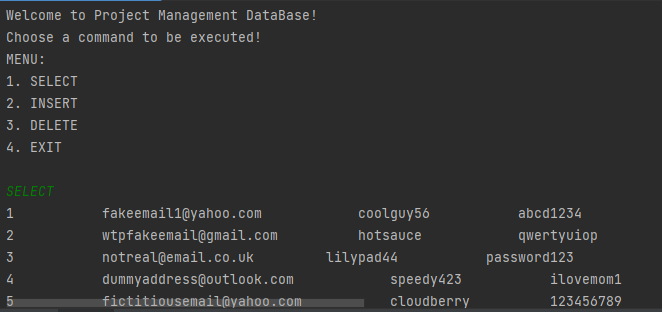 Welcome to Project Management DataBase!
Choose a command to be executed!
MENU:
1. SELECT
2. INSERT
3. DELETE
4. EXIT
SELECT
1 fakeemail1@yahoo.com coolguy56 abcd1234
2 wtpfakeemail@gmail.com hotsauce qwertyuiop
3 notreal@email.co.uk lilypad44 password123
4 dummyaddress@outlook.com speedy423 ilovemom1
5 fictitiousemail@yahoo.com cloudberry 123456789